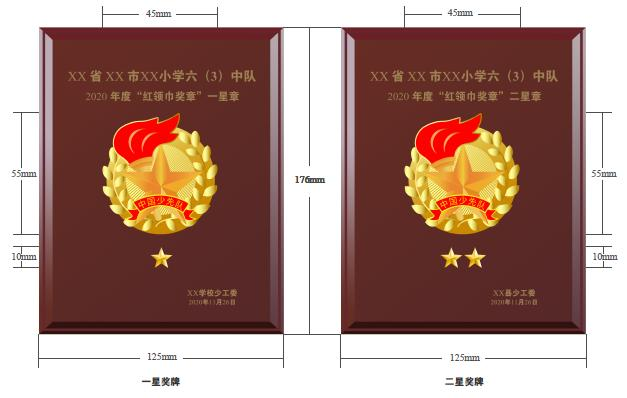 45mm
45mm
XX 省 XX 市XX小学六（3）中队
2020 年度“红领巾奖章”一星章
XX 省 XX 市XX小学六（3）中队
2020 年度“红领巾奖章”二星章
55mm
176mm
55mm
中国少先队
中国少先队
10mm
10mm
XX学校少工委
2020年11月26日
XX县少工委
2020年11月26日
125mm
125mm
一星奖牌
二星奖牌